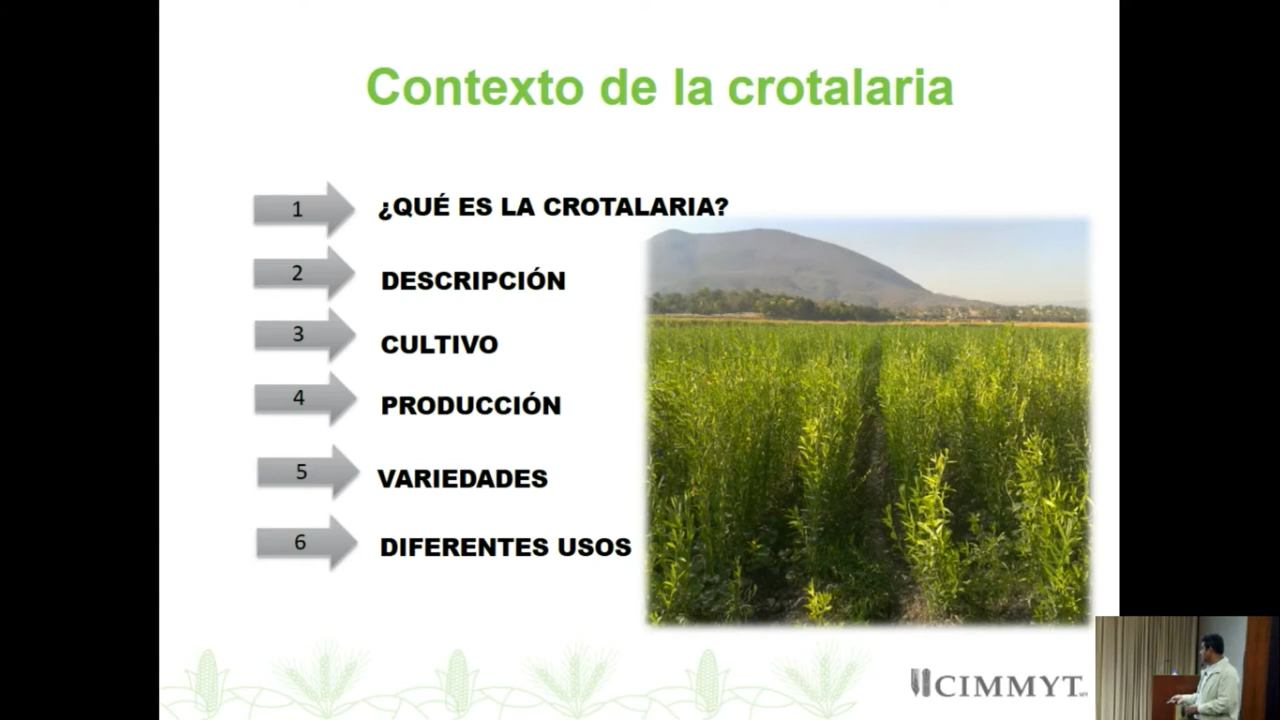 Contexto de la crotalaria
1 ¿QUÉ ES LA CROTALARIA?
2 DESCRIPCIÓN
3 CULTIVO
4 PRODUCCIÓN
5 VARIEDADES
6 DIFERENTES USOS
CIMMYT